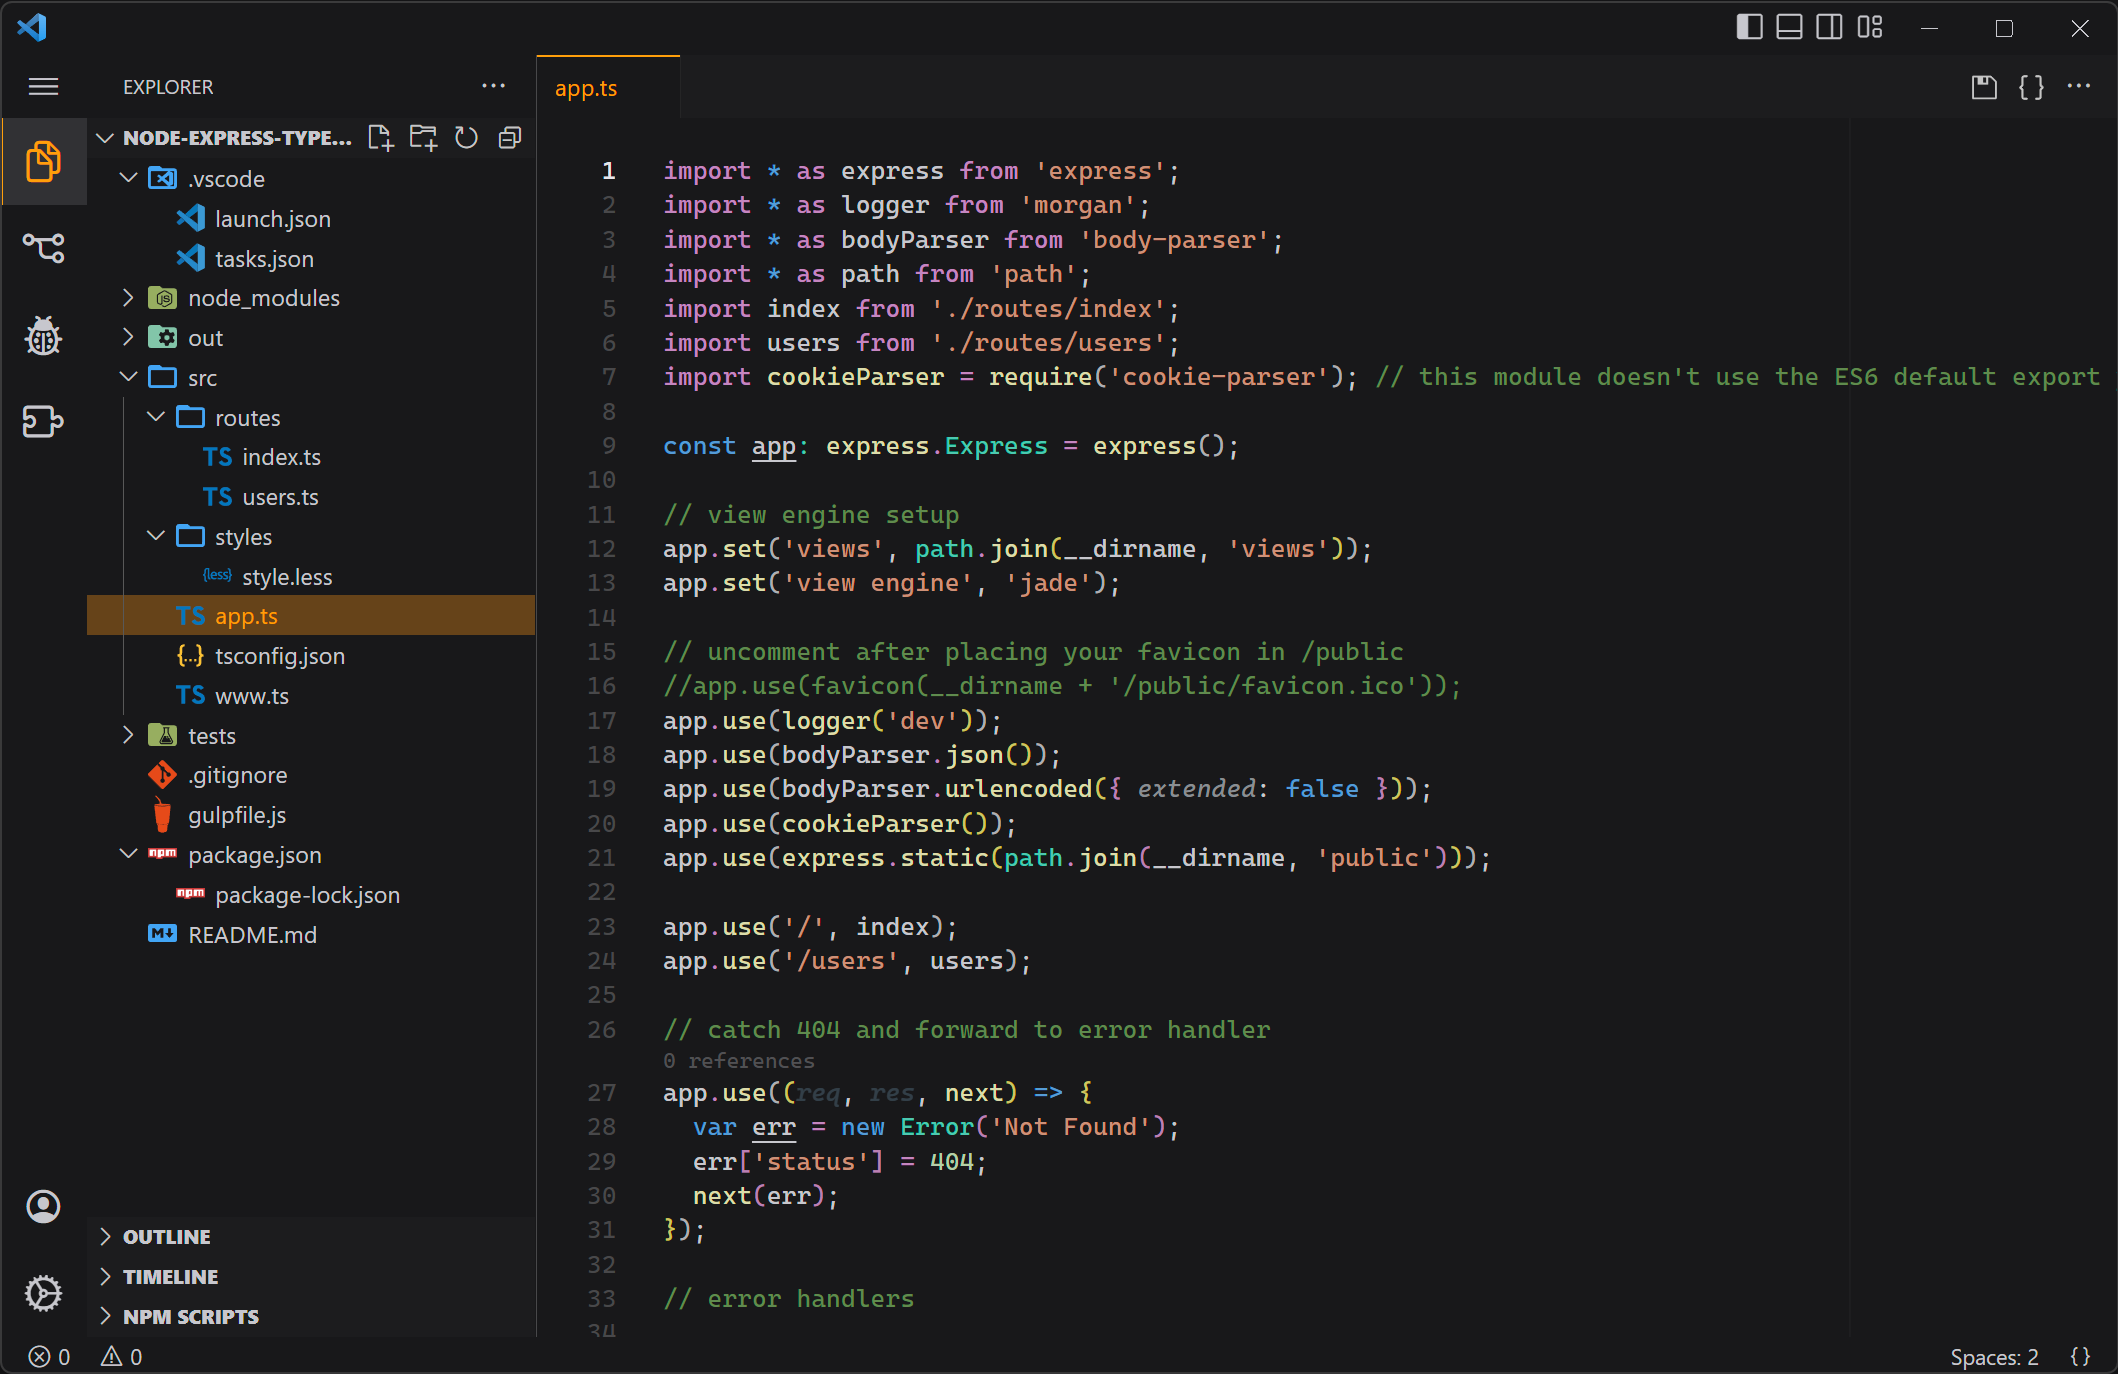 EXPLORER
NODE-EXPRESS-TYPE...
.vscode
launch.json
tasks.json
node_modules
out
src
routes
TS index.ts
TS users.ts
styles
{less} style.less
TS app.ts
{...} tsconfig.json
TS www.ts
tests
.gitignore
gulpfile.js
npm package.json
npm package-lock.json
M README.md
OUTLINE
TIMELINE
NPM SCRIPTS
app.ts
1 import * as express from 'express';
2 import * as logger from 'morgan';
3 import * as bodyParser from 'body-parser';
4 import * as path from 'path';
5 import index from './routes/index';
6 import users from './routes/users';
7 import cookieParser = require('cookie-parser'); // this module doesn't use the ES6 default export
8
9 const app: express.Express = express();
10
11 // view engine setup
12 app.set('views', path.join(__dirname, 'views'));
13 app.set('view engine', 'jade');
14
15 // uncomment after placing your favicon in /public
16 //app.use(favicon(__dirname + '/public/favicon.ico'));
17 app.use(logger('dev'));
18 app.use(bodyParser.json());
19 app.use(bodyParser.urlencoded({ extended: false }));
20 app.use(cookieParser());
21 app.use(express.static(path.join(__dirname, 'public')));
22
23 app.use('/', index);
24 app.use('/users', users);
25
26 // catch 404 and forward to error handler
0 references
27 app.use((req, res, next) => {
28   var err = new Error('Not Found');
29   err['status'] = 404;
30   next(err);
31 });
32
33 // error handlers
34
0 0
Spaces: 2 {}